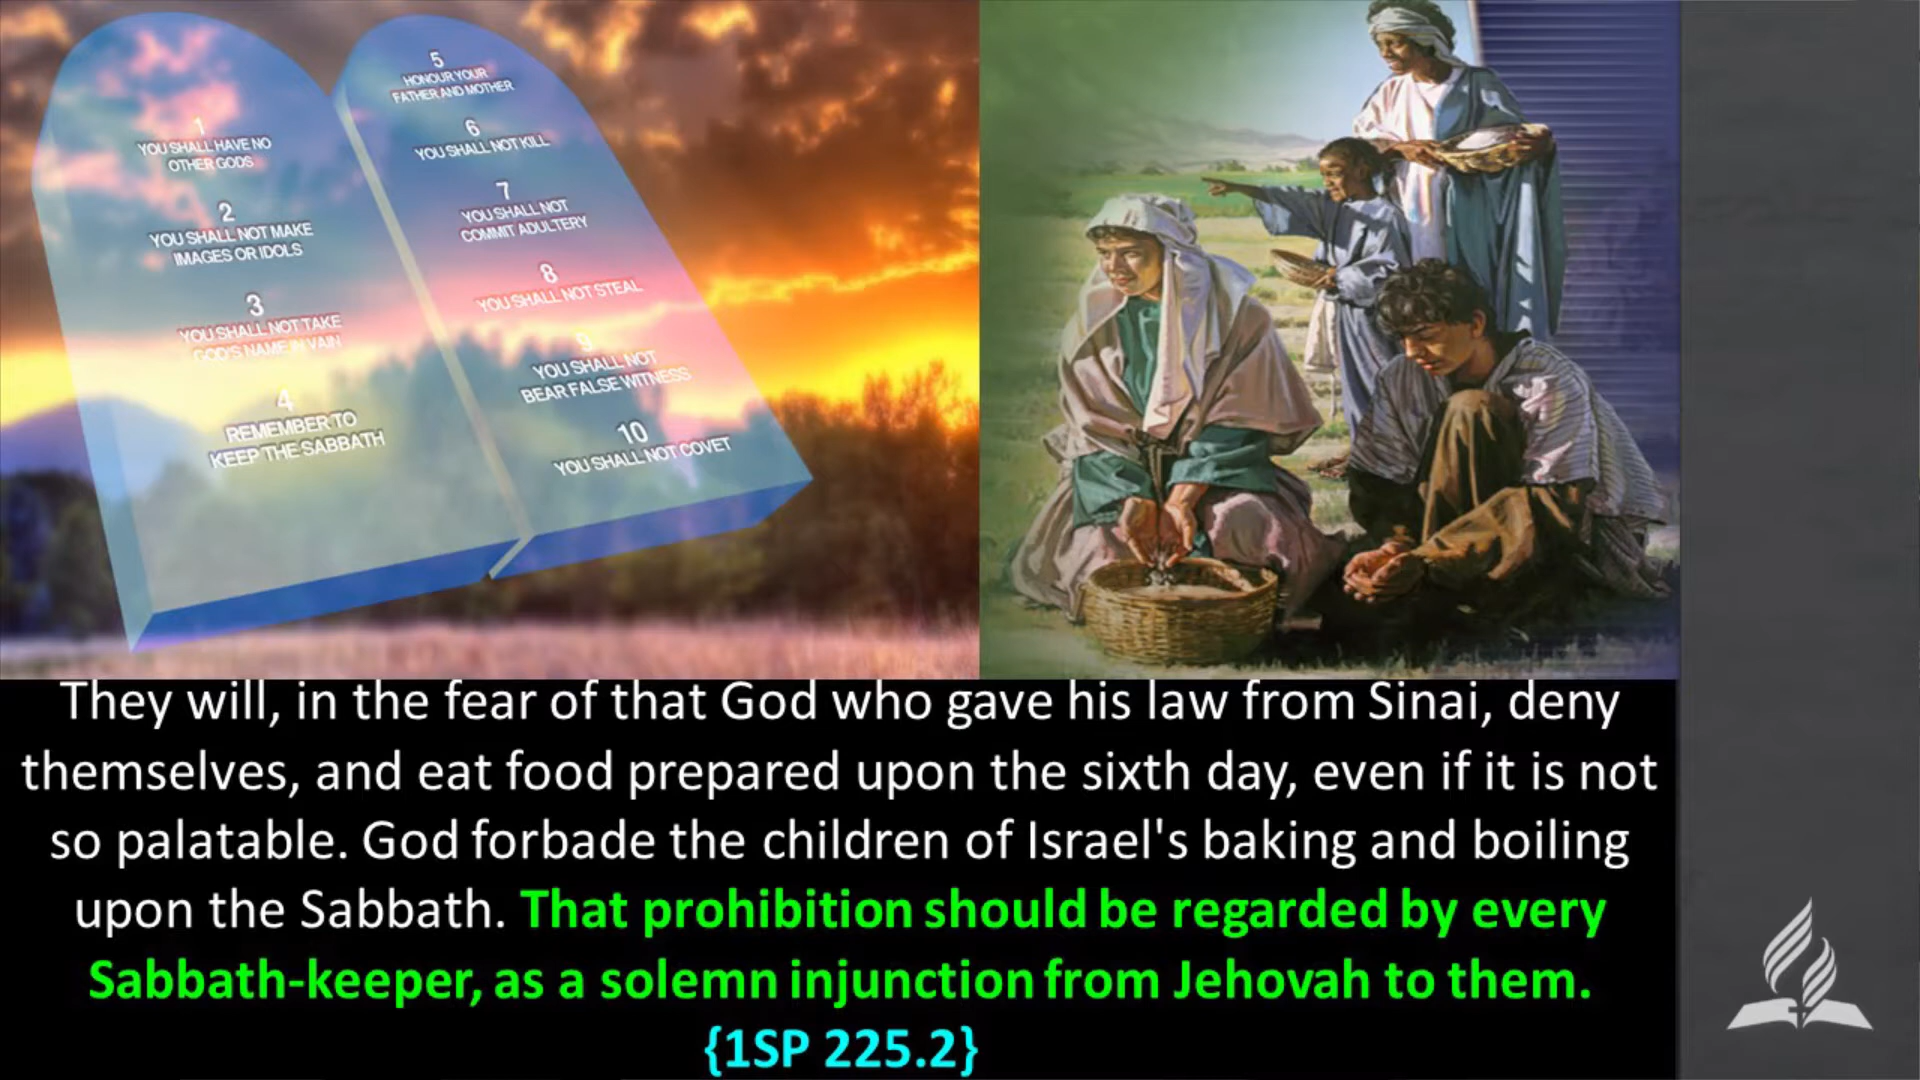 1
YOU SHALL HAVE NO
OTHER GODS
2
YOU SHALL NOT MAKE
IMAGES OR IDOLS
3
YOU SHALL NOT TAKE
GOD'S NAME IN VAIN
4
REMEMBER TO
KEEP THE SABBATH
5
HONOUR YOUR
FATHER AND MOTHER
6
YOU SHALL NOT KILL
7
YOU SHALL NOT
COMMIT ADULTERY
8
YOU SHALL NOT STEAL
9
YOU SHALL NOT
BEAR FALSE WITNESS
10
YOU SHALL NOT COVET
They will, in the fear of that God who gave his law from Sinai, deny
themselves, and eat food prepared upon the sixth day, even if it is not
so palatable. God forbade the children of Israel's baking and boiling
upon the Sabbath. That prohibition should be regarded by every
Sabbath-keeper, as a solemn injunction from Jehovah to them.
{1SP 225.2}